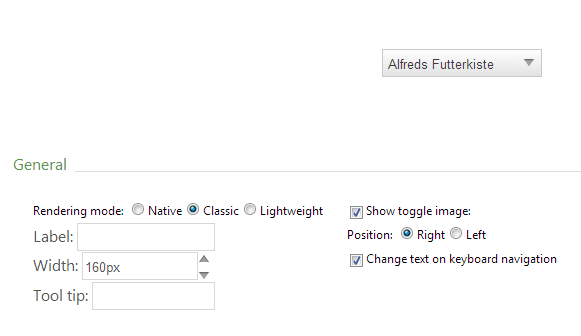 Alfreds Futterkiste
General
Rendering mode: Native Classic Lightweight
Show toggle image:
Label:
Position: Right Left
Width: 160px
Change text on keyboard navigation
Tool tip: